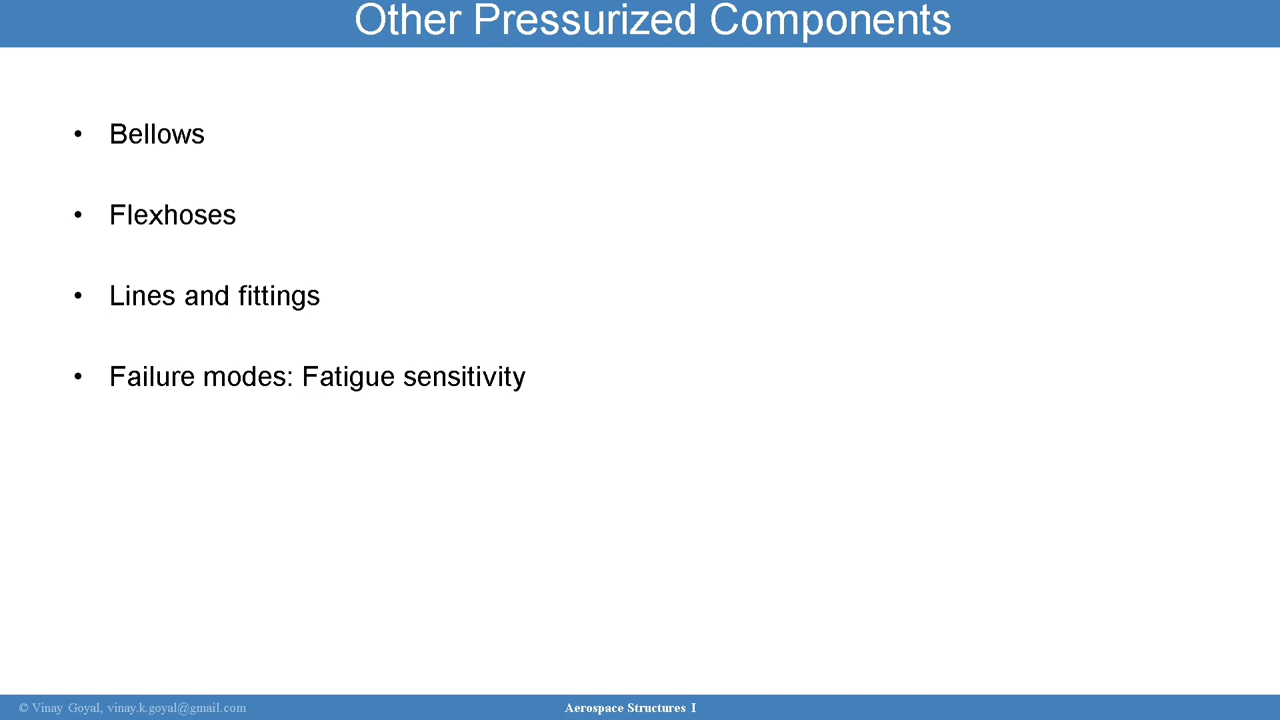 Other Pressurized Components
• Bellows
• Flexhoses
• Lines and fittings
• Failure modes: Fatigue sensitivity
© Vinay Goyal, vinay.k.goyal@gmail.com
Aerospace Structures I